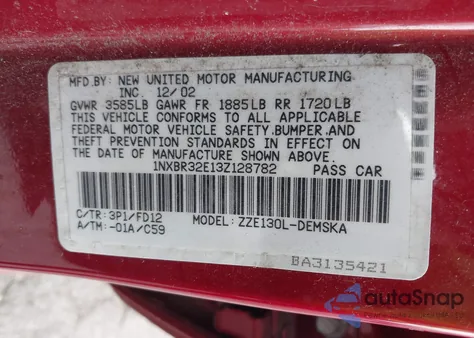 MFD. BY: NEW UNITED MOTOR MANUFACTURING
INC. 12/02
GVWR 3585LB GAWR FR 1885LB RR 1720LB
THIS VEHICLE CONFORMS TO ALL APPLICABLE
FEDERAL MOTOR VEHICLE SAFETY, BUMPER, AND
THEFT PREVENTION STANDARDS IN EFFECT ON
THE DATE OF MANUFACTURE SHOWN ABOVE.
1NXBR32E13Z128782 PASS CAR
C/TR: 3P1/FD12 MODEL: ZZE130L-DEMSKA
A/TM: -01A/C59
BA3135421
autoSnap